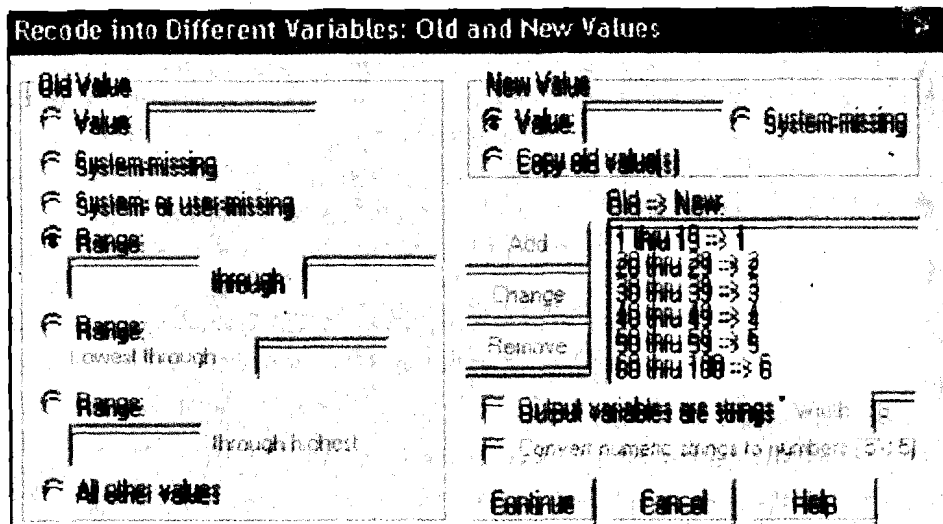 Recode into Different Variables: Old and New Values
Old Value
Value:
System-missing
System- or user-missing
Range:
through
Range:
Lowest through
Range:
through highest
All other values
New Value
Value:
System-missing
Copy old value(s)
Old => New:
Add
Change
Remove
1 thru 19 => 1
20 thru 29 => 2
30 thru 39 => 3
40 thru 49 => 4
50 thru 59 => 5
60 thru 100 => 6
Output variables are strings
Width:
Convert numeric strings to numbers
Continue
Cancel
Help